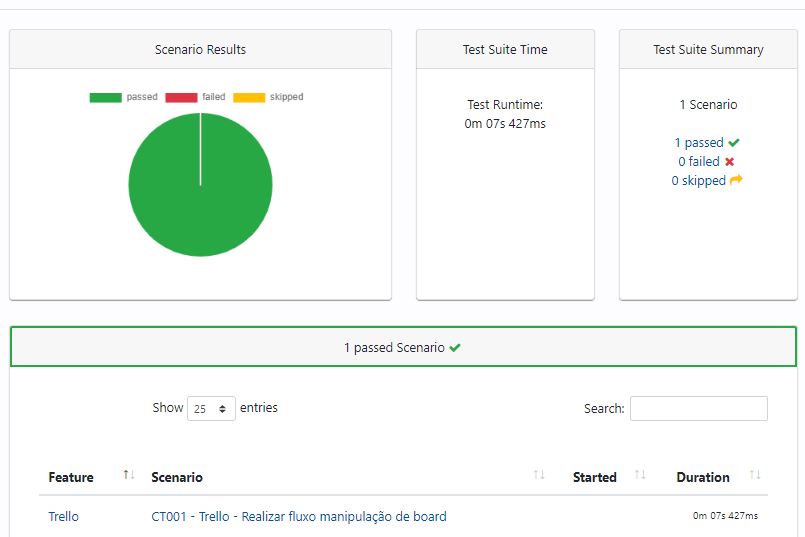 Scenario Results
passed failed skipped
Test Suite Time
Test Runtime:
0m 07s 427ms
Test Suite Summary
1 Scenario
1 passed
0 failed
0 skipped
1 passed Scenario
Show 25 entries
Search:
Feature Scenario Started Duration
Trello CT001 - Trello - Realizar fluxo manipulação de board 0m 07s 427ms